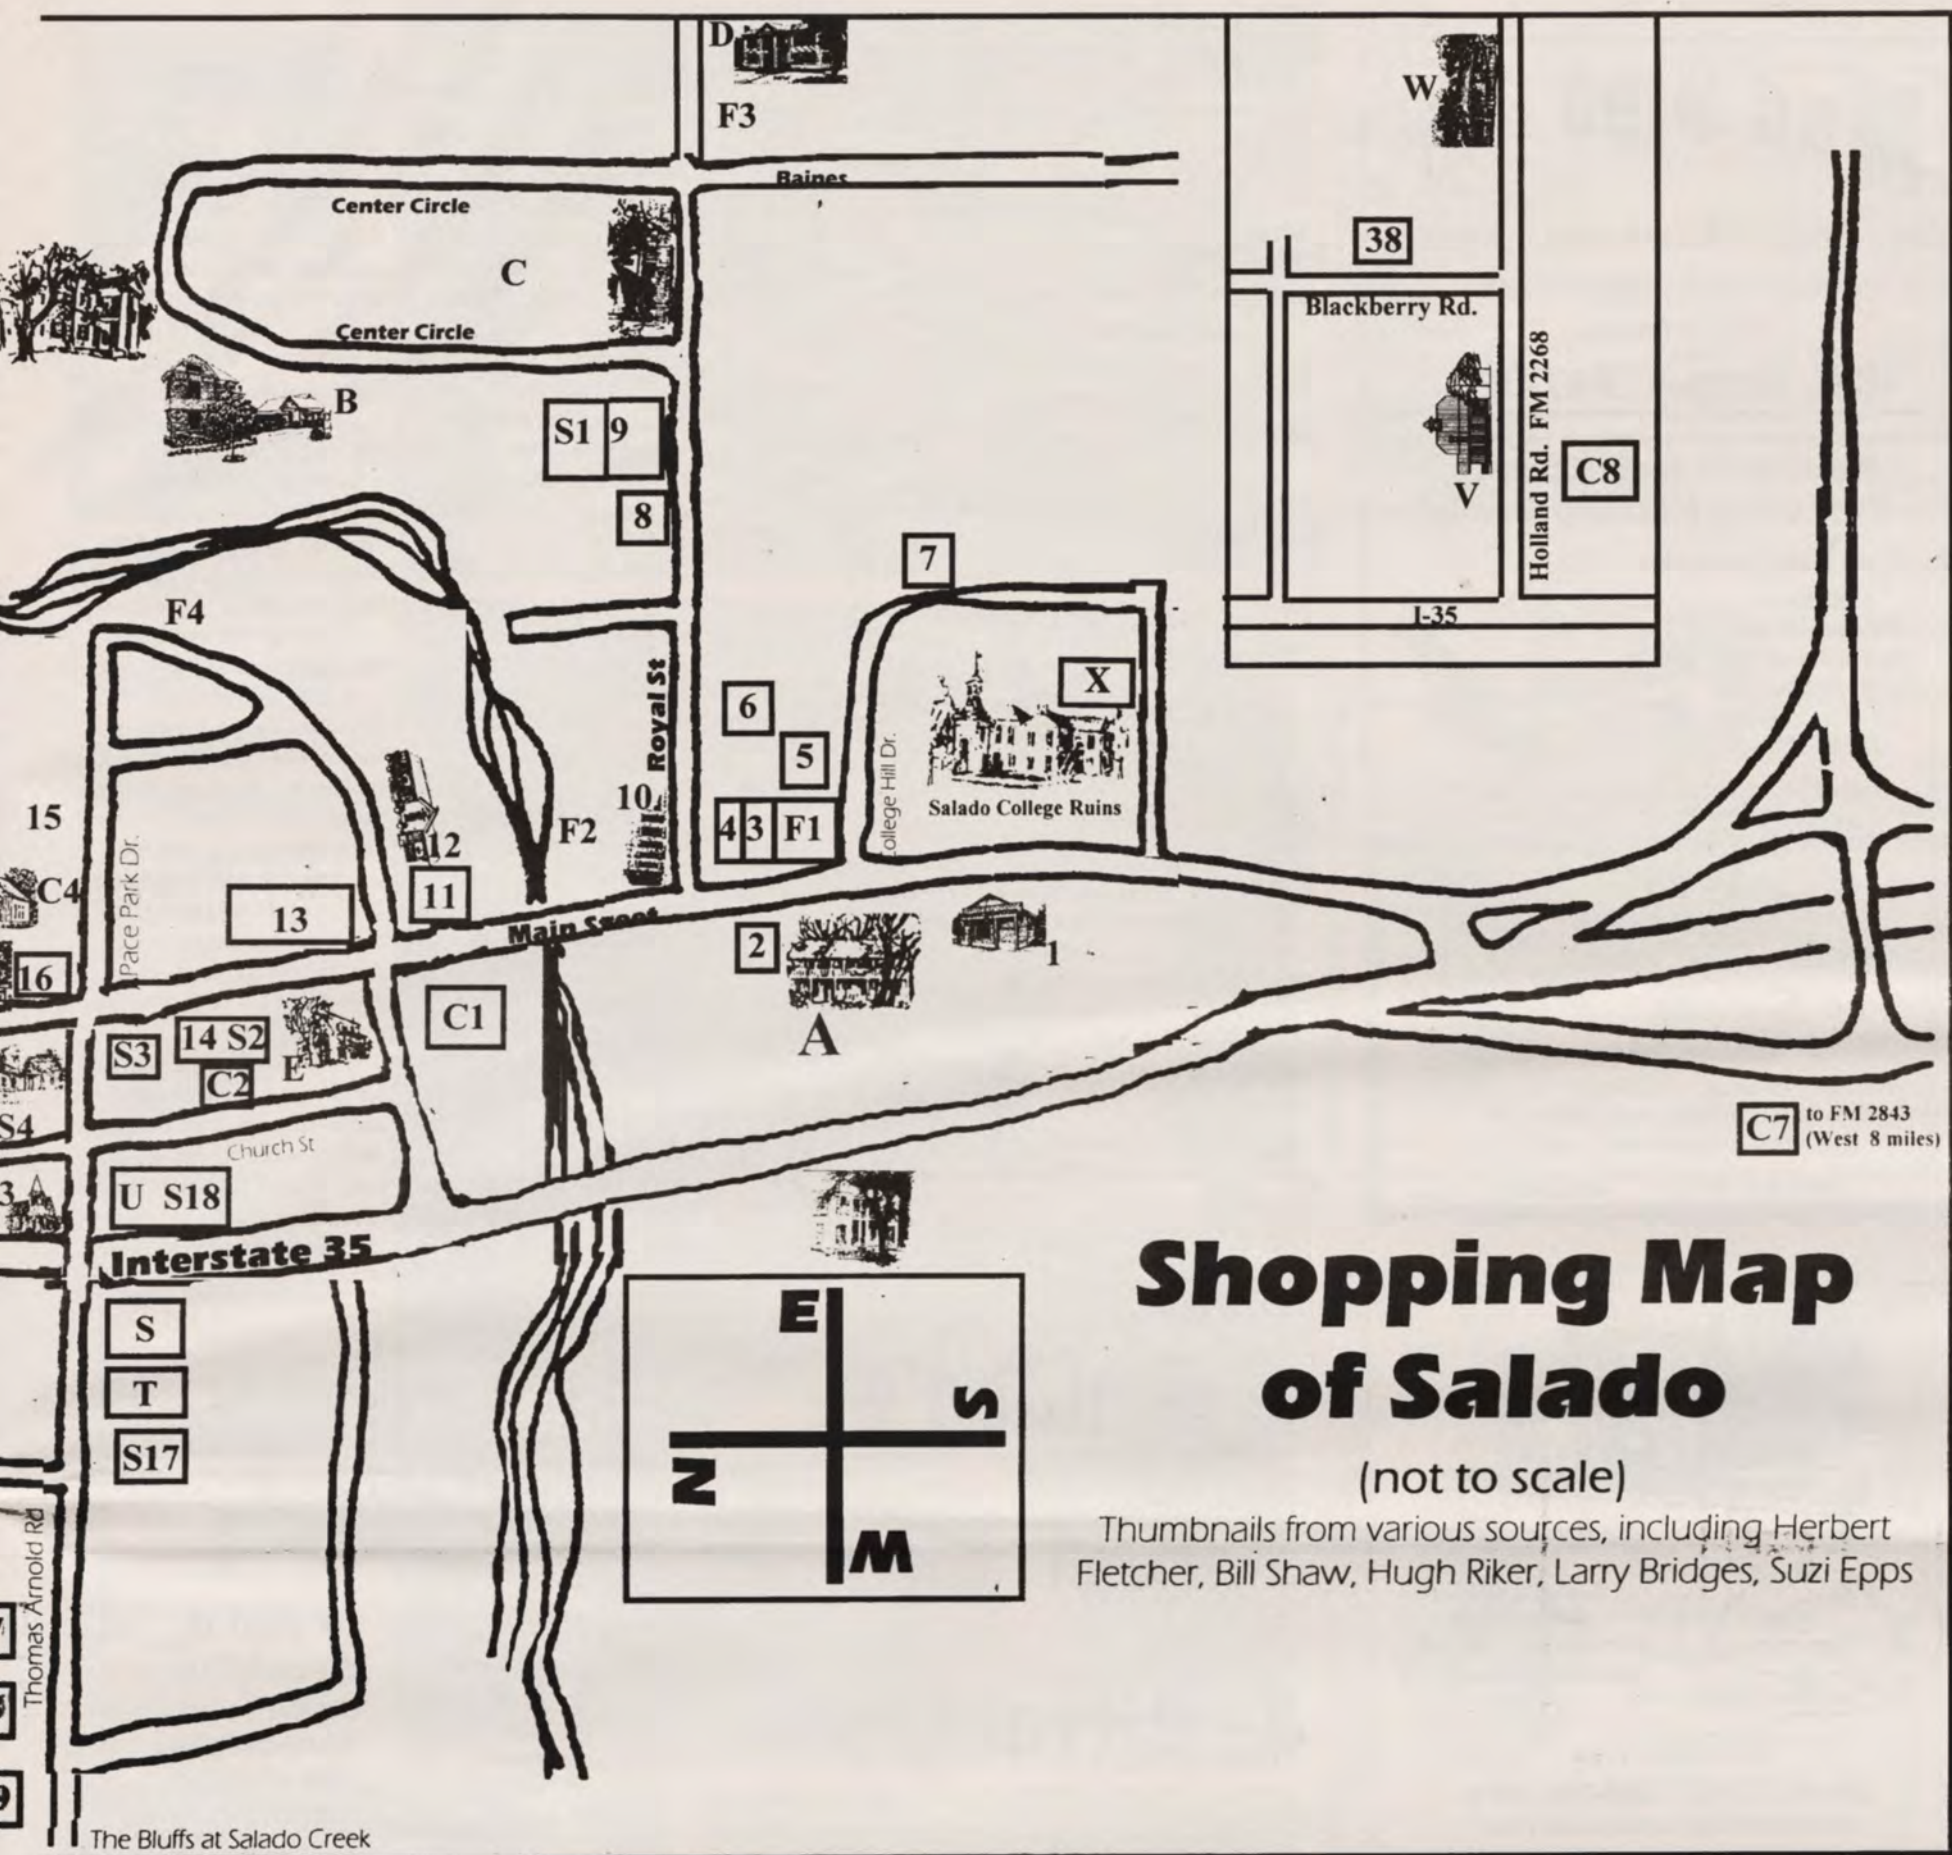 D
F3
W
Baines
Center Circle
C
38
Center Circle
Blackberry Rd.
Holland Rd. FM 2268
B
S1 9
C8
V
8
7
F4
I-35
Royal St
X
6
5
College Hill Dr.
Salado College Ruins
15
10
F2
4 3 F1
12
Pace Park Dr.
C4
11
13
Main Street
2
1
16
C1
A
S3
14 S2
E
C2
S4
Church St
C7
to FM 2843
(West 8 miles)
3
U S18
Interstate 35
Shopping Map
of Salado
(not to scale)
Thumbnails from various sources, including Herbert
Fletcher, Bill Shaw, Hugh Riker, Larry Bridges, Suzi Epps
E
S
N
W
S
T
S17
Thomas Arnold Rd
9
The Bluffs at Salado Creek